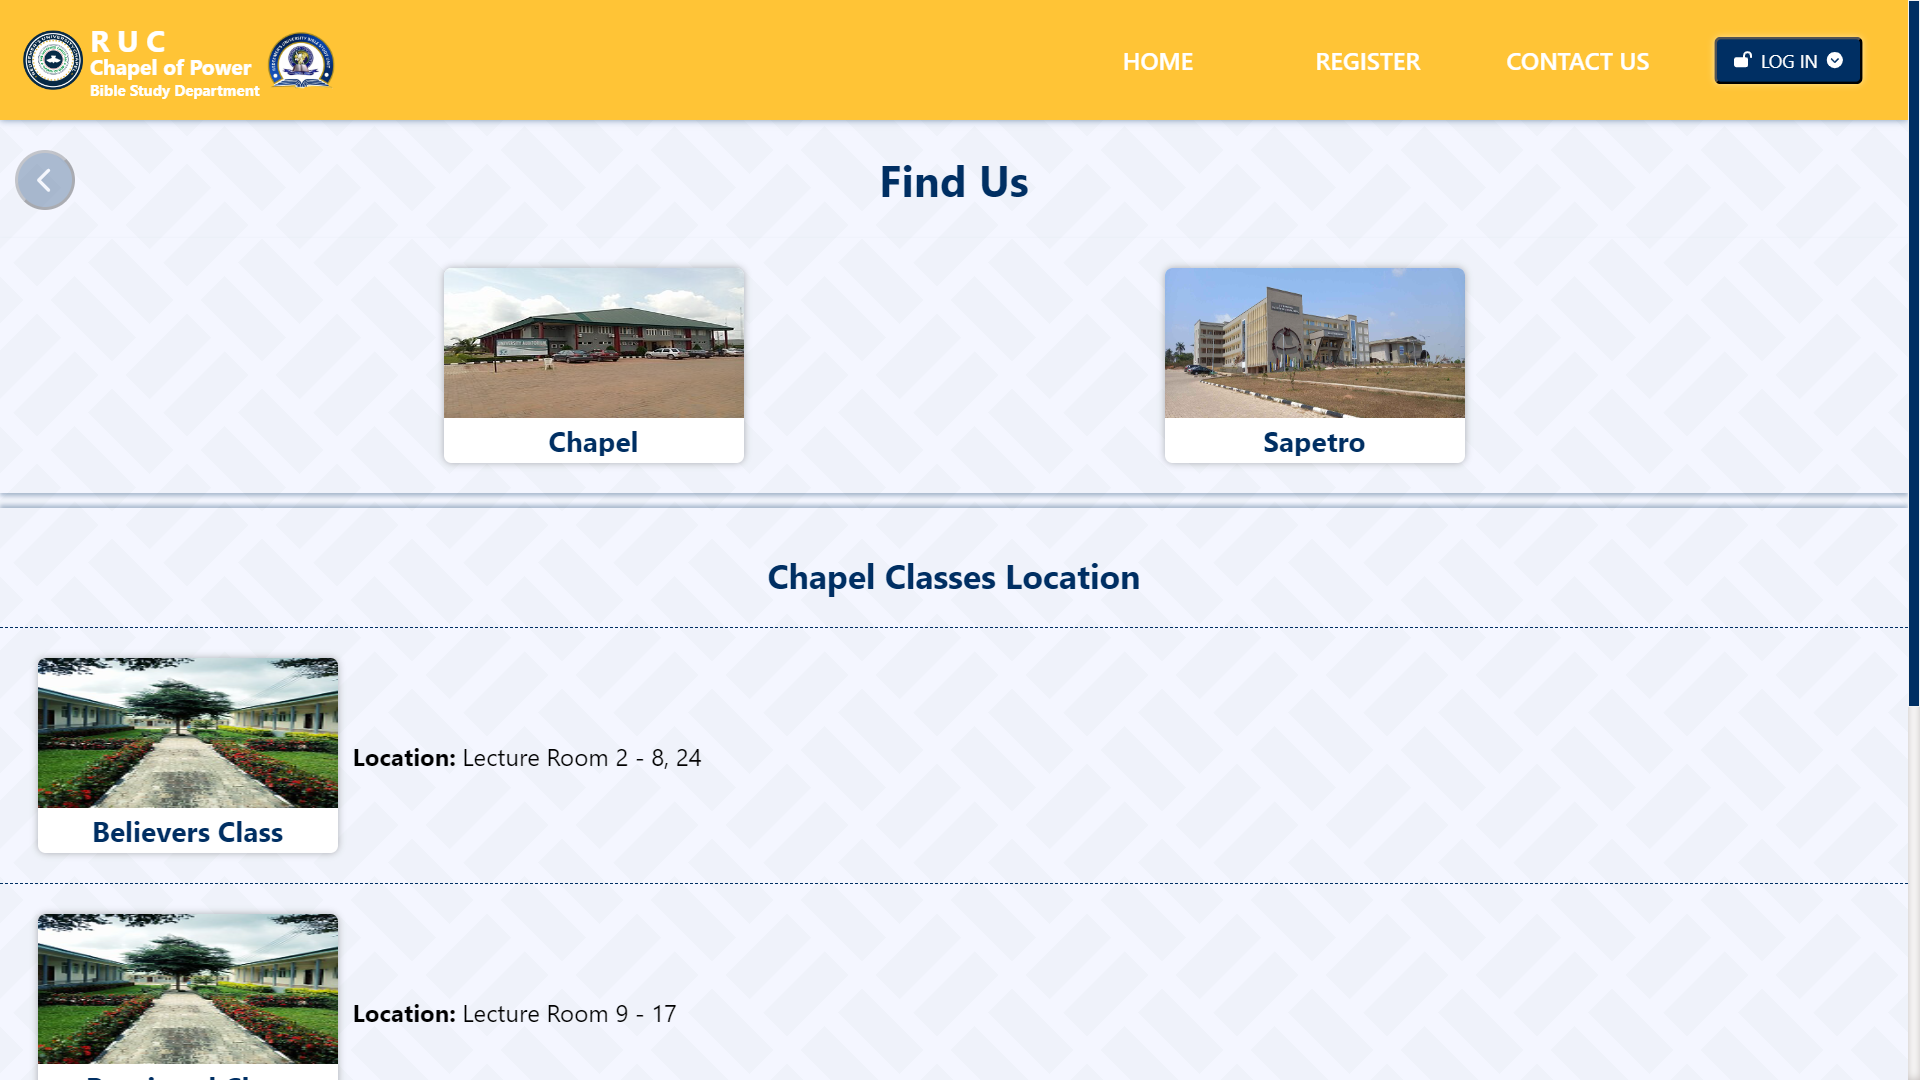 R U C
Chapel of Power
Bible Study Department
HOME
REGISTER
CONTACT US
LOG IN
Find Us
Chapel
Sapetro
Chapel Classes Location
Location: Lecture Room 2 - 8, 24
Believers Class
Location: Lecture Room 9 - 17